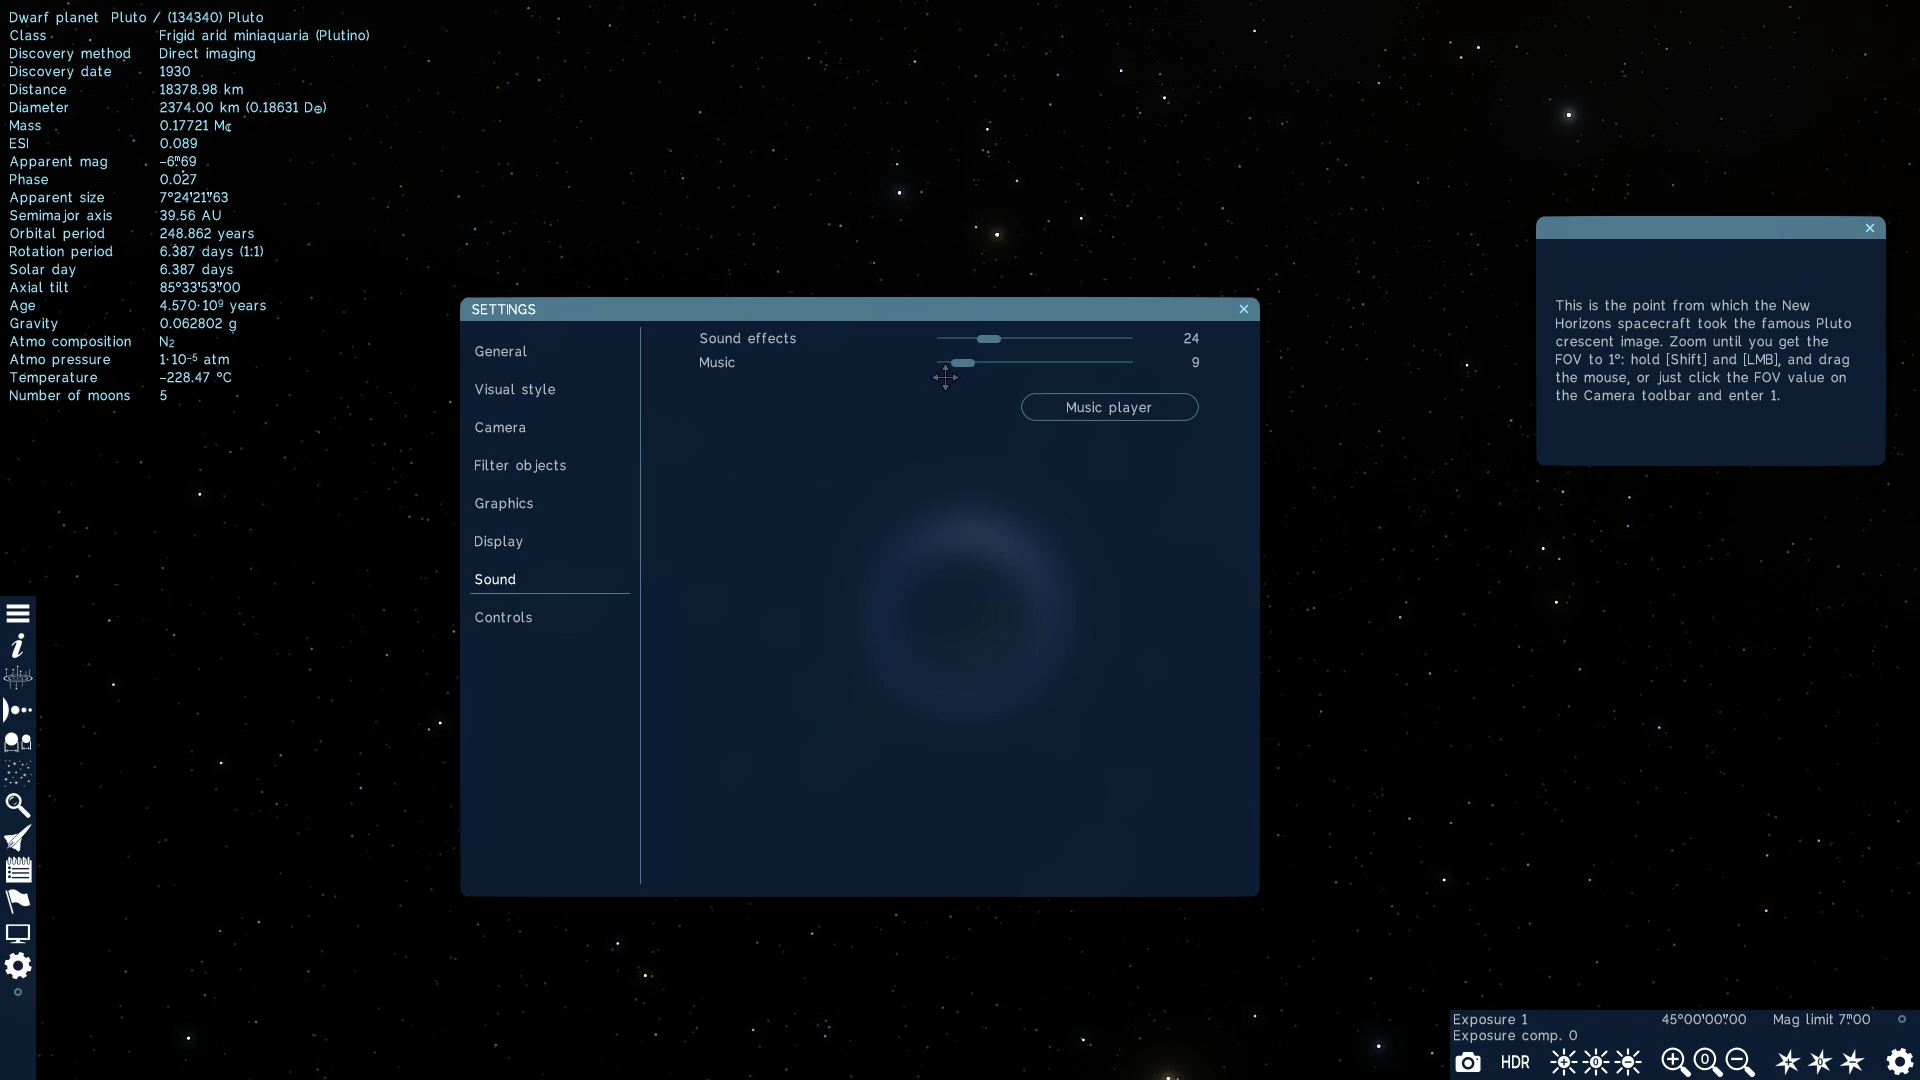 Dwarf planet Pluto / (134340) Pluto
Class Frigid arid miniaquaria (Plutino)
Discovery method Direct imaging
Discovery date 1930
Distance 18378.98 km
Diameter 2374.00 km (0.18631 D⊕)
Mass 0.17721 M☾
ESI 0.089
Apparent mag −6ᵐ.69
Phase 0.027
Apparent size 7°24'21".63
Semimajor axis 39.56 AU
Orbital period 248.862 years
Rotation period 6.387 days (1:1)
Solar day 6.387 days
Axial tilt 85°33'53".00
Age 4.570·10⁹ years
Gravity 0.062802 g
Atmo composition N₂
Atmo pressure 1·10⁻⁵ atm
Temperature −228.47 °C
Number of moons 5
SETTINGS
General
Visual style
Camera
Filter objects
Graphics
Display
Sound
Controls
Sound effects 24
Music 9
Music player
This is the point from which the New
Horizons spacecraft took the famous Pluto
crescent image. Zoom until you get the
FOV to 1°: hold [Shift] and [LMB], and drag
the mouse, or just click the FOV value on
the Camera toolbar and enter 1.
Exposure 1 45°00'00".00 Mag limit 7ᵐ.00
Exposure comp. 0
HDR